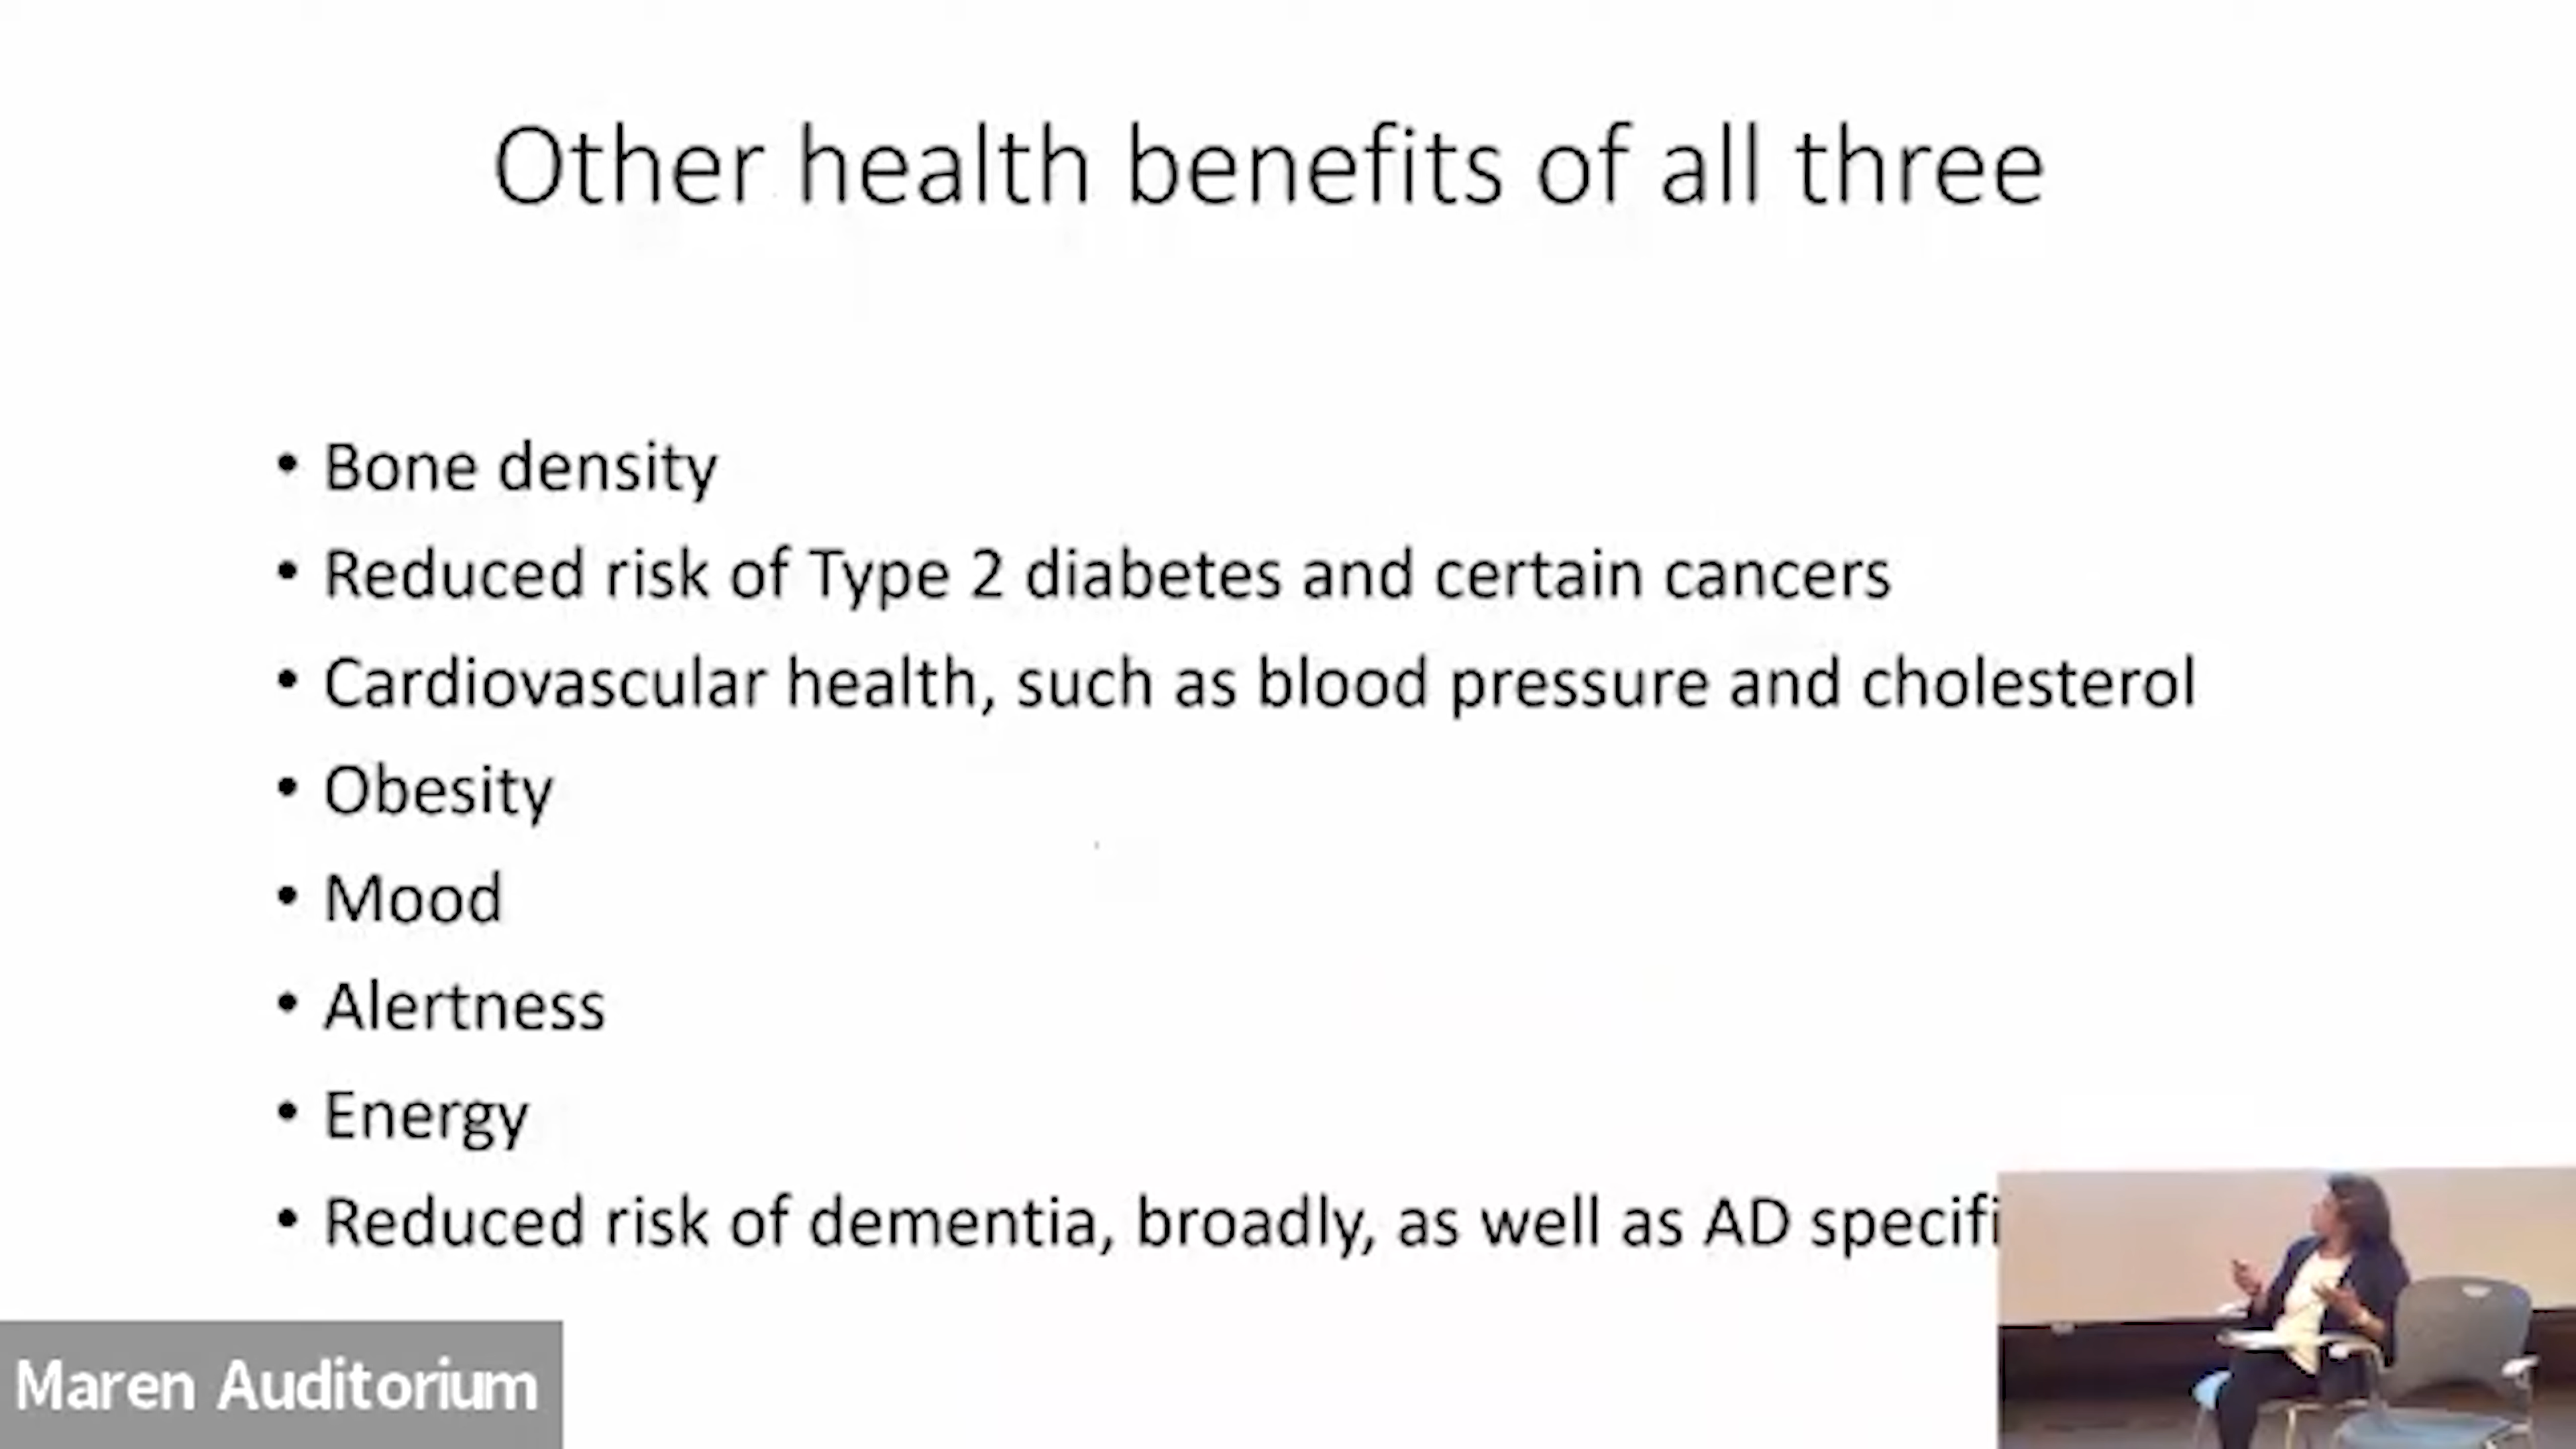 Other health benefits of all three
• Bone density
• Reduced risk of Type 2 diabetes and certain cancers
• Cardiovascular health, such as blood pressure and cholesterol
• Obesity
• Mood
• Alertness
• Energy
• Reduced risk of dementia, broadly, as well as AD specifi
Maren Auditorium